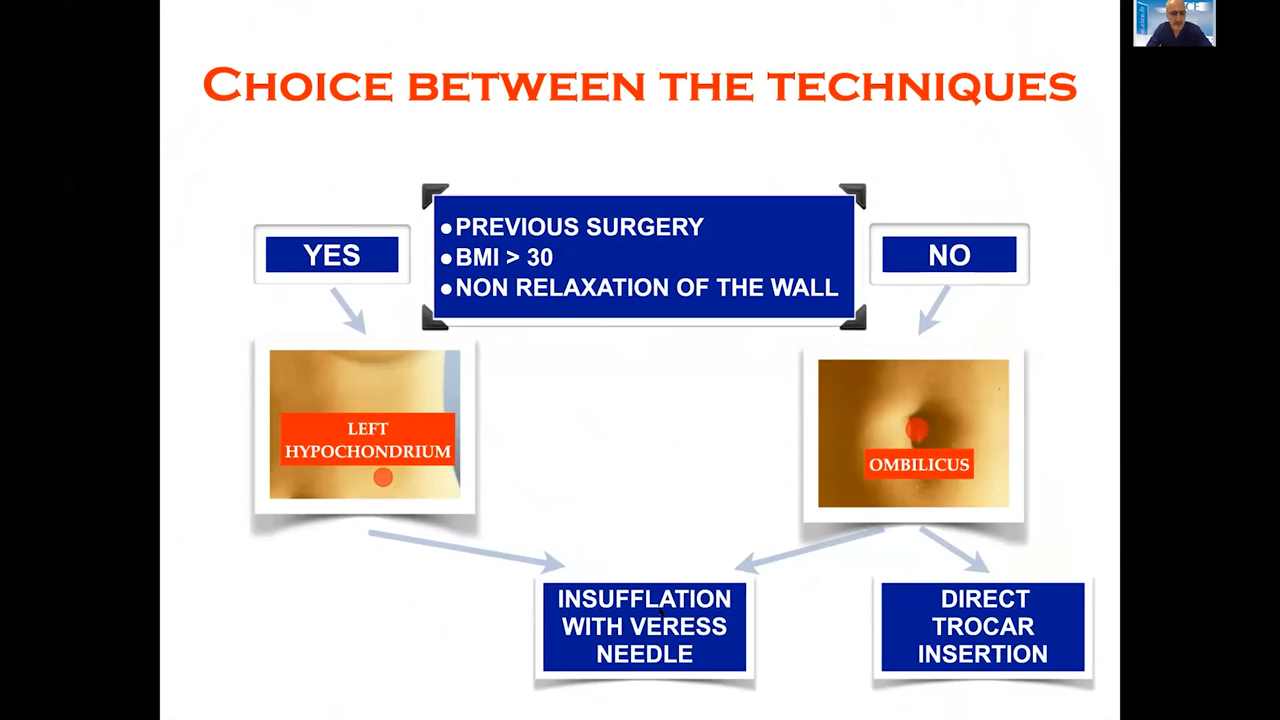 CHOICE BETWEEN THE TECHNIQUES
YES
•PREVIOUS SURGERY
•BMI > 30
•NON RELAXATION OF THE WALL
NO
LEFT
HYPOCHONDRIUM
OMBILICUS
INSUFFLATION
WITH VERESS
NEEDLE
DIRECT
TROCAR
INSERTION